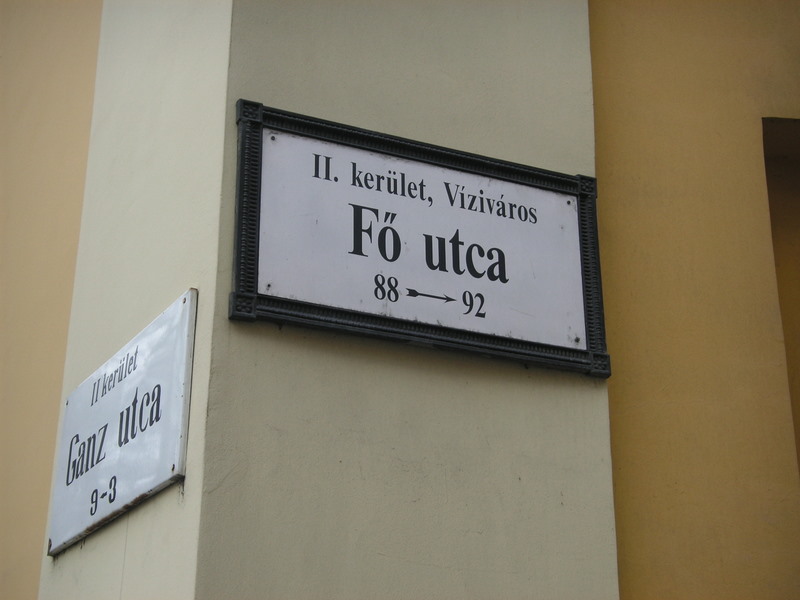 II. kerület, Víziváros
Fő utca
88 → 92
II kerület
Ganz utca
9-3